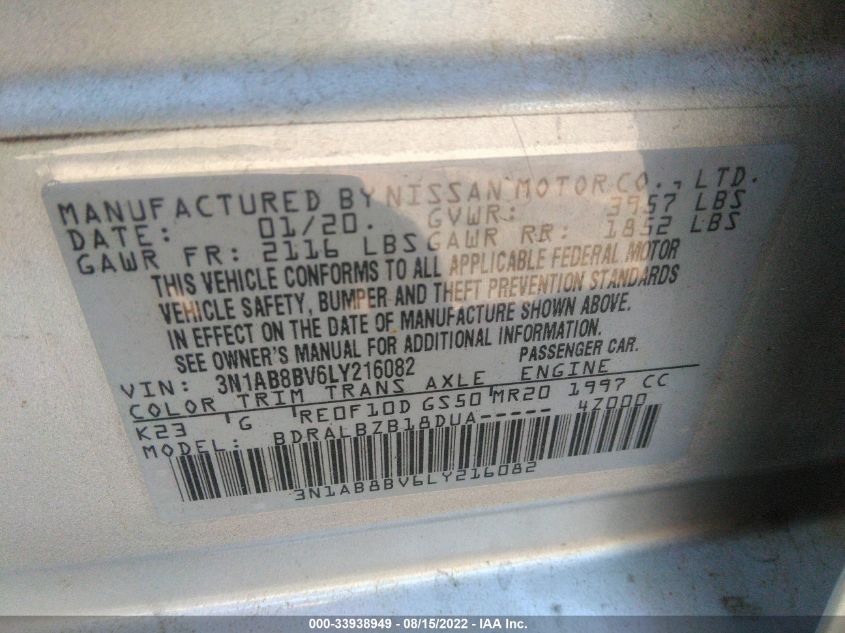 MANUFACTURED BY NISSAN MOTOR CO., LTD.
DATE: 01/20. GVWR: 3957 LBS
GAWR FR: 2116 LBS GAWR RR: 1852 LBS
THIS VEHICLE CONFORMS TO ALL APPLICABLE FEDERAL MOTOR
VEHICLE SAFETY, BUMPER AND THEFT PREVENTION STANDARDS
IN EFFECT ON THE DATE OF MANUFACTURE SHOWN ABOVE.
SEE OWNER'S MANUAL FOR ADDITIONAL INFORMATION.
VIN: 3N1AB8BV6LY216082 PASSENGER CAR.
COLOR TRIM TRANS AXLE ENGINE
K23 G RE0F10D GS50 MR20 1997 CC
MODEL: BDRALBZB18DUA----- 4Z000
3N1AB8BV6LY216082
000-33938949 - 08/15/2022 - IAA Inc.